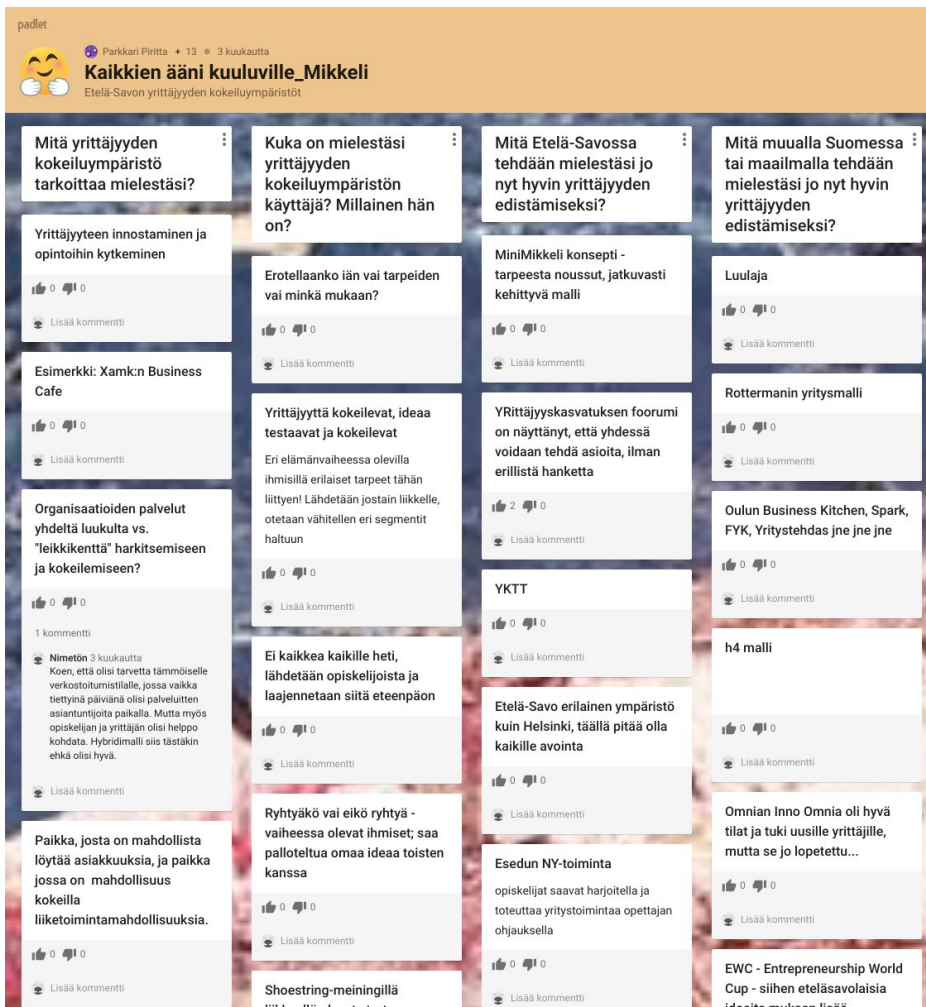 padlet
Parkkari Piritta + 13 • 3 kuukautta
Kaikkien ääni kuuluville_Mikkeli
Etelä-Savon yrittäjyyden kokeiluympäristöt
Mitä yrittäjyyden
kokeiluympäristö
tarkoittaa mielestäsi?
Yrittäjyyteen innostaminen ja
opintoihin kytkeminen
0 0
Lisää kommentti
Esimerkki: Xamk:n Business
Cafe
0 0
Lisää kommentti
Organisaatioiden palvelut
yhdeltä luukulta vs.
"leikkikenttä" harkitsemiseen
ja kokeilemiseen?
0 0
1 kommentti
Nimetön 3 kuukautta
Koen, että olisi tarvetta tämmöiselle
verkostoitumistilalle, jossa vaikka
tiettyinä päiviänä olisi palveluitten
asiantuntijoita paikalla. Mutta myös
opiskelijan ja yrittäjän olisi helppo
kohdata. Hybridimalli siis tästäkin
ehkä olisi hyvä.
Lisää kommentti
Paikka, josta on mahdollista
löytää asiakkuuksia, ja paikka
jossa on mahdollisuus
kokeilla
liiketoimintamahdollisuuksia.
0 0
Lisää kommentti
Kuka on mielestäsi
yrittäjyyden
kokeiluympäristön
käyttäjä? Millainen hän
on?
Erotellaanko iän vai tarpeiden
vai minkä mukaan?
0 0
Lisää kommentti
Yrittäjyyttä kokeilevat, ideaa
testaavat ja kokeilevat
Eri elämänvaiheessa olevilla
ihmisillä erilaiset tarpeet tähän
liittyen! Lähdetään jostain liikkelle,
otetaan vähitellen eri segmentit
haltuun
0 0
Lisää kommentti
Ei kaikkea kaikille heti,
lähdetään opiskelijoista ja
laajennetaan siitä eteenpäon
0 0
Lisää kommentti
Ryhtyäkö vai eikö ryhtyä -
vaiheessa olevat ihmiset; saa
palloteltua omaa ideaa toisten
kanssa
0 0
Lisää kommentti
Shoestring-meiningillä
Mitä Etelä-Savossa
tehdään mielestäsi jo
nyt hyvin yrittäjyyden
edistämiseksi?
MiniMikkeli konsepti -
tarpeesta noussut, jatkuvasti
kehittyvä malli
0 0
Lisää kommentti
YRittäjyyskasvatuksen foorumi
on näyttänyt, että yhdessä
voidaan tehdä asioita, ilman
erillistä hanketta
2 0
Lisää kommentti
YKTT
0 0
Lisää kommentti
Etelä-Savo erilainen ympäristö
kuin Helsinki, täällä pitää olla
kaikille avointa
0 0
Lisää kommentti
Esedun NY-toiminta
opiskelijat saavat harjoitella ja
toteuttaa yritystoimintaa opettajan
ohjauksella
0 0
Lisää kommentti
Mitä muualla Suomessa
tai maailmalla tehdään
mielestäsi jo nyt hyvin
yrittäjyyden
edistämiseksi?
Luulaja
0 0
Lisää kommentti
Rottermanin yritysmalli
0 0
Lisää kommentti
Oulun Business Kitchen, Spark,
FYK, Yritystehdas jne jne jne
0 0
Lisää kommentti
h4 malli
0 0
Lisää kommentti
Omnian Inno Omnia oli hyvä
tilat ja tuki uusille yrittäjille,
mutta se jo lopetettu...
0 0
Lisää kommentti
EWC - Entrepreneurship World
Cup - siihen eteläsavolaisia